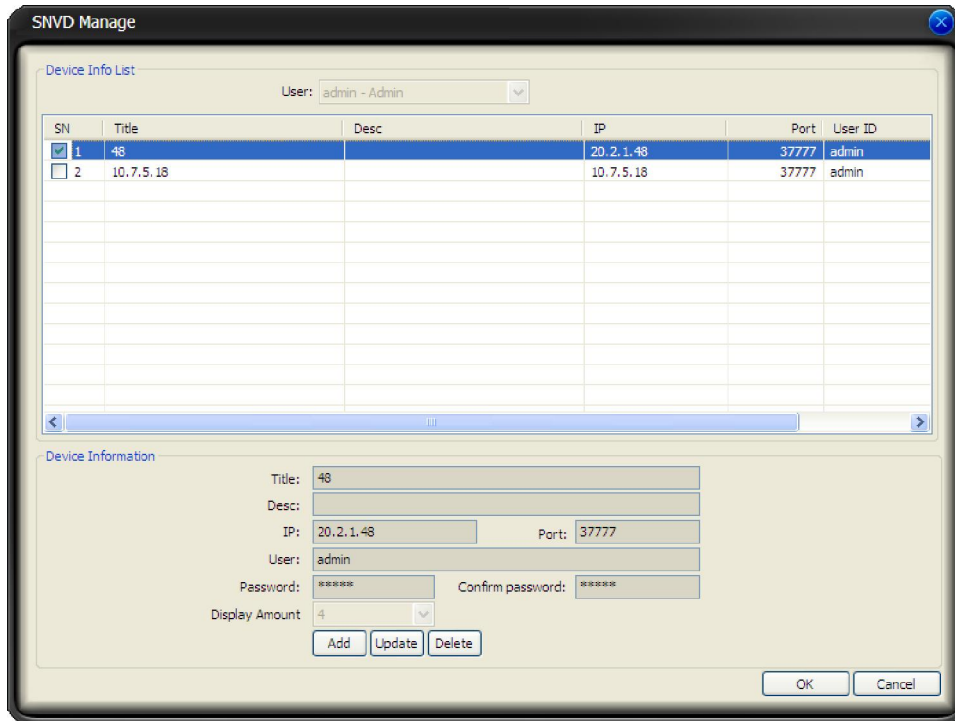 SNVD Manage
Device Info List
User: admin - Admin
SN Title Desc IP Port User ID
1 48 20.2.1.48 37777 admin
2 10.7.5.18 10.7.5.18 37777 admin
Device Information
Title: 48
Desc:
IP: 20.2.1.48 Port: 37777
User: admin
Password: ***** Confirm password: *****
Display Amount 4
Add Update Delete
OK Cancel